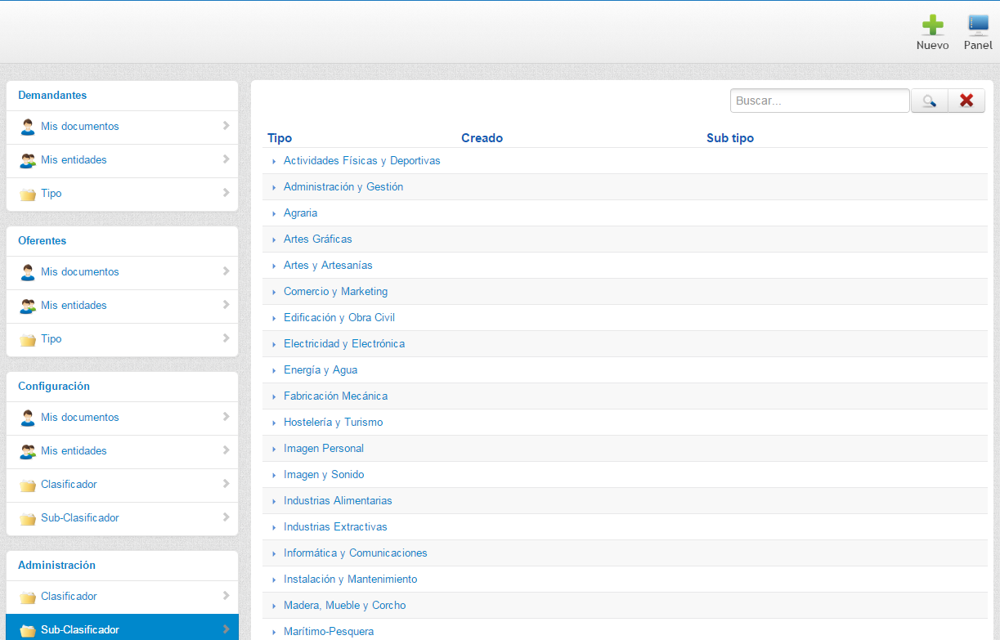 Nuevo
Panel
Demandantes
Mis documentos
Mis entidades
Tipo
Oferentes
Mis documentos
Mis entidades
Tipo
Configuración
Mis documentos
Mis entidades
Clasificador
Sub-Clasificador
Administración
Clasificador
Sub-Clasificador
Buscar...
Tipo Creado Sub tipo
Actividades Físicas y Deportivas
Administración y Gestión
Agraria
Artes Gráficas
Artes y Artesanías
Comercio y Marketing
Edificación y Obra Civil
Electricidad y Electrónica
Energía y Agua
Fabricación Mecánica
Hostelería y Turismo
Imagen Personal
Imagen y Sonido
Industrias Alimentarias
Industrias Extractivas
Informática y Comunicaciones
Instalación y Mantenimiento
Madera, Mueble y Corcho
Marítimo-Pesquera